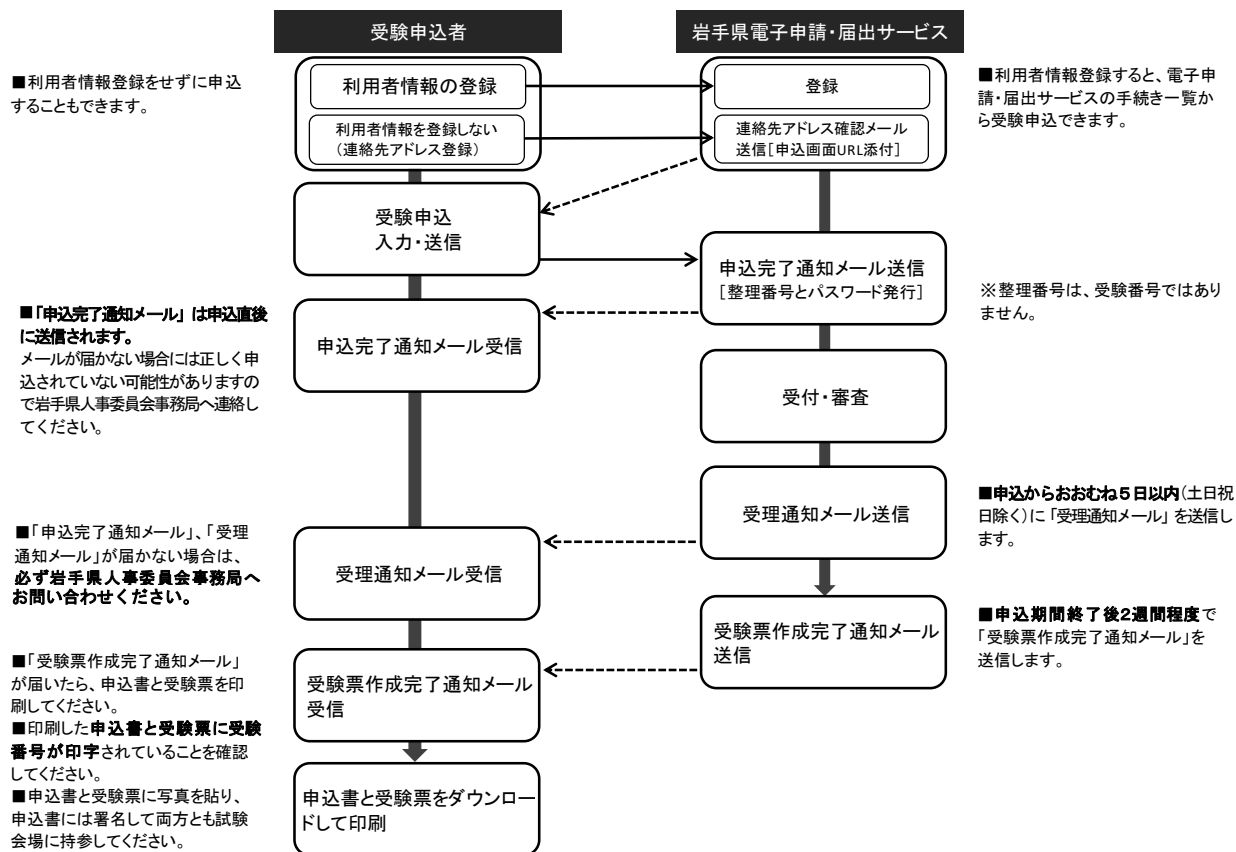 受験申込者
岩手県電子申請・届出サービス
■利用者情報登録をせずに申込
することもできます。
利用者情報の登録
登録
利用者情報を登録しない
（連絡先アドレス登録）
連絡先アドレス確認メール
送信[申込画面URL添付]
■利用者情報登録すると、電子申
請・届出サービスの手続き一覧か
ら受験申込できます。
受験申込
入力・送信
申込完了通知メール送信
[整理番号とパスワード発行]
※整理番号は、受験番号ではあり
ません。
■「申込完了通知メール」は申込直後
に送信されます。
メールが届かない場合には正しく申
込されていない可能性がありますの
で岩手県人事委員会事務局へ連絡し
てください。
申込完了通知メール受信
受付・審査
受理通知メール送信
■申込からおおむね５日以内（土日祝
日除く）に「受理通知メール」を送信し
ます。
■「申込完了通知メール」、「受理
通知メール」が届かない場合は、
必ず岩手県人事委員会事務局へ
お問い合わせください。
受理通知メール受信
受験票作成完了通知メール
送信
■申込期間終了後２週間程度で
「受験票作成完了通知メール」を
送信します。
■「受験票作成完了通知メール」
が届いたら、申込書と受験票を印
刷してください。
■印刷した申込書と受験票に受験
番号が印字されていることを確認
してください。
■申込書と受験票に写真を貼り、
申込書には署名して両方とも試験
会場に持参してください。
受験票作成完了通知メール
受信
申込書と受験票をダウンロー
ドして印刷